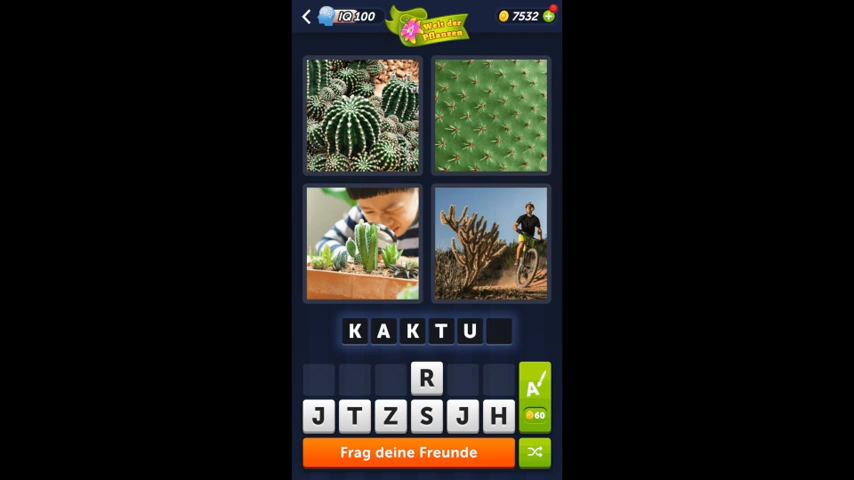 IQ 100
Welt der
Pflanzen
7532
K A K T U
R
J T Z S J H
A
60
Frag deine Freunde